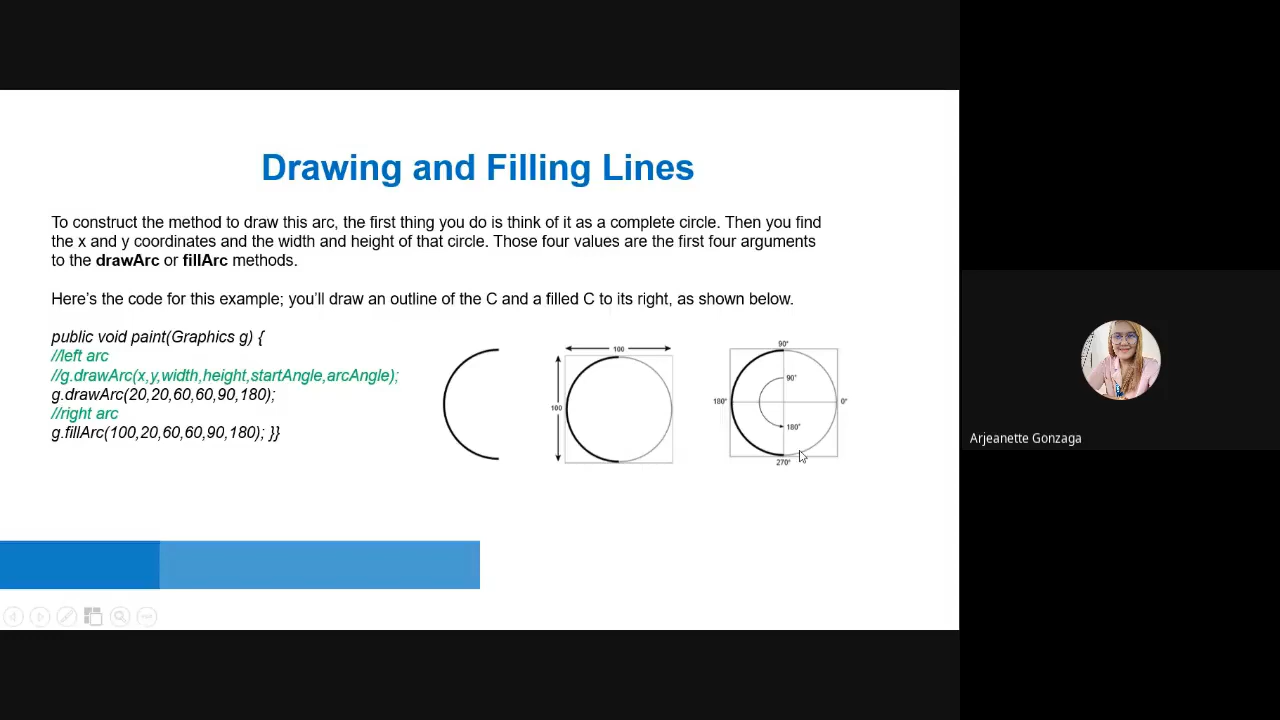 Drawing and Filling Lines
To construct the method to draw this arc, the first thing you do is think of it as a complete circle. Then you find
the x and y coordinates and the width and height of that circle. Those four values are the first four arguments
to the drawArc or fillArc methods.
Here's the code for this example; you'll draw an outline of the C and a filled C to its right, as shown below.
public void paint(Graphics g) {
//left arc
//g.drawArc(x,y,width,height,startAngle,arcAngle);
g.drawArc(20,20,60,60,90,180);
//right arc
g.fillArc(100,20,60,60,90,180); }}
100
100
90°
90°
180°
0°
180°
270°
Arjeanette Gonzaga